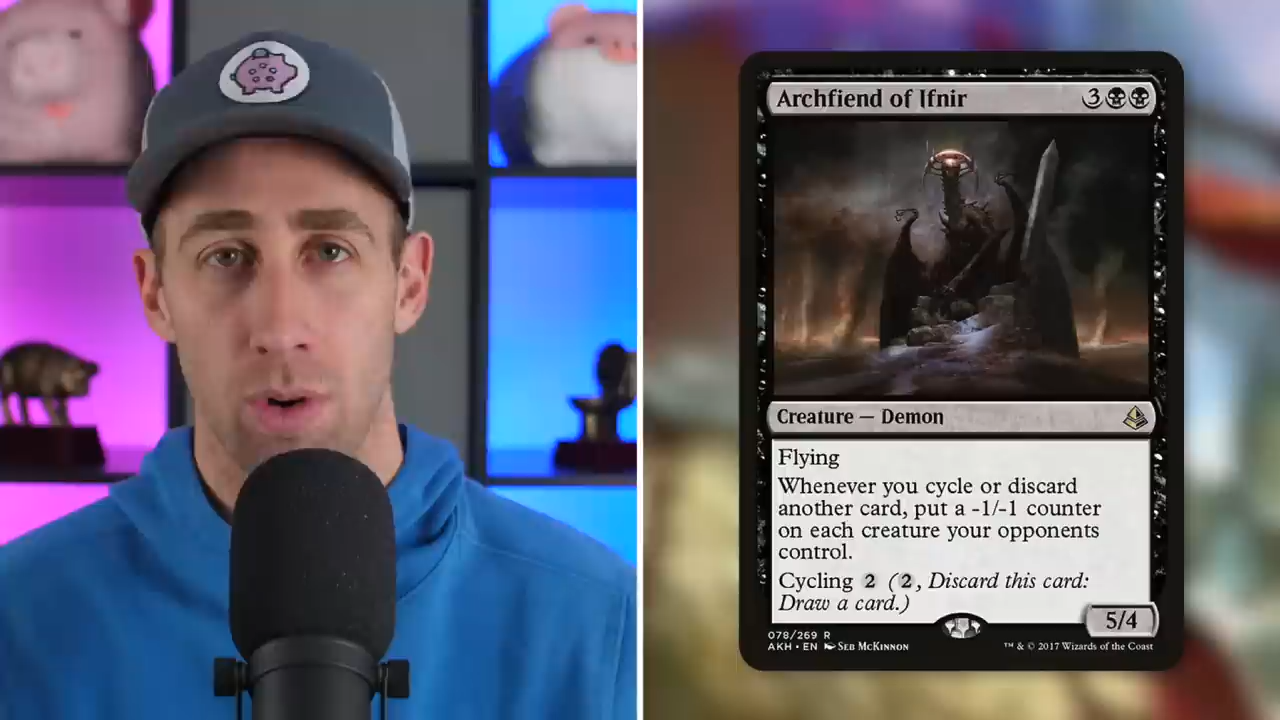 Archfiend of Ifnir 3
Creature — Demon
Flying
Whenever you cycle or discard
another card, put a -1/-1 counter
on each creature your opponents
control.
Cycling 2 (2, Discard this card:
Draw a card.)
5/4
078/269 R
AKH • EN Seb McKinnon
™ & © 2017 Wizards of the Coast